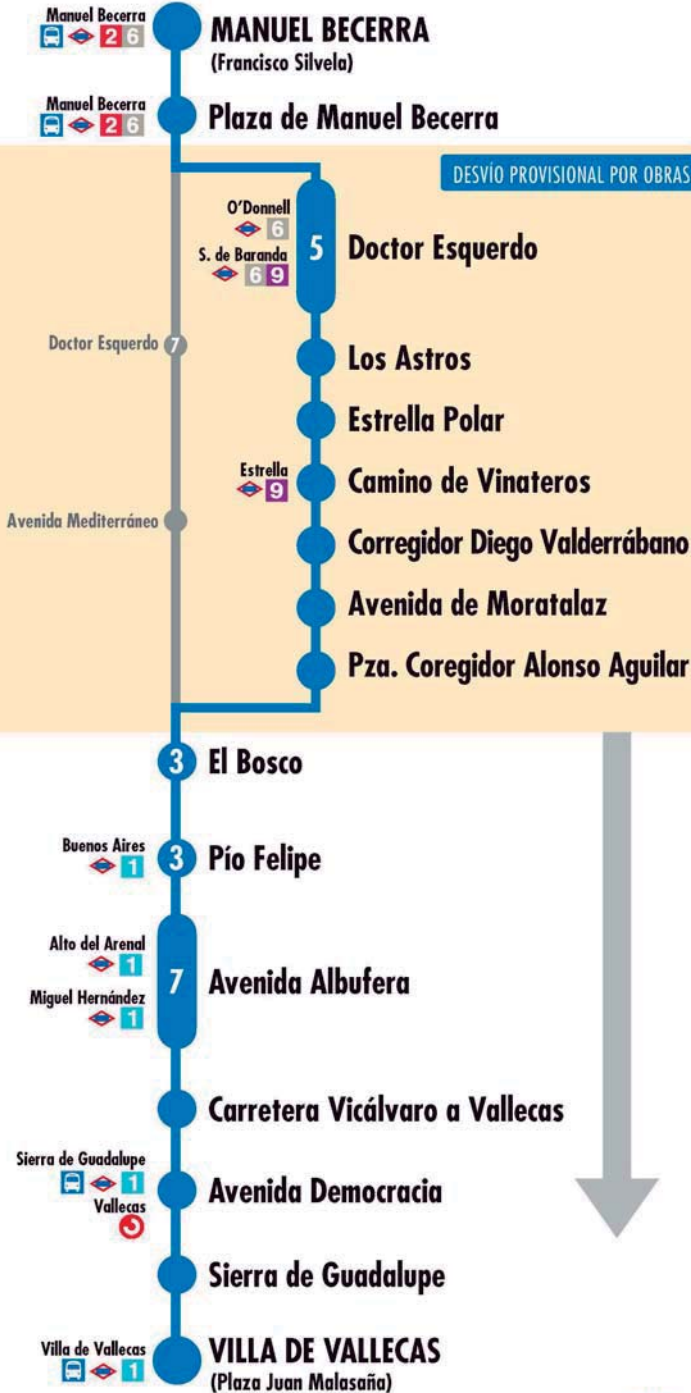 Manuel Becerra
2 6
MANUEL BECERRA
(Francisco Silvela)
Manuel Becerra
2 6
Plaza de Manuel Becerra
DESVÍO PROVISIONAL POR OBRAS
O'Donnell
6
S. de Baranda
6 9
5
Doctor Esquerdo
Doctor Esquerdo 7
Los Astros
Estrella Polar
Estrella
9
Camino de Vinateros
Avenida Mediterráneo
Corregidor Diego Valderrábano
Avenida de Moratalaz
Pza. Coregidor Alonso Aguilar
3 El Bosco
Buenos Aires
1
3 Pío Felipe
Alto del Arenal
1
Miguel Hernández
1
7 Avenida Albufera
Carretera Vicálvaro a Vallecas
Sierra de Guadalupe
1
Vallecas
Avenida Democracia
Sierra de Guadalupe
Villa de Vallecas
1
VILLA DE VALLECAS
(Plaza Juan Malasaña)